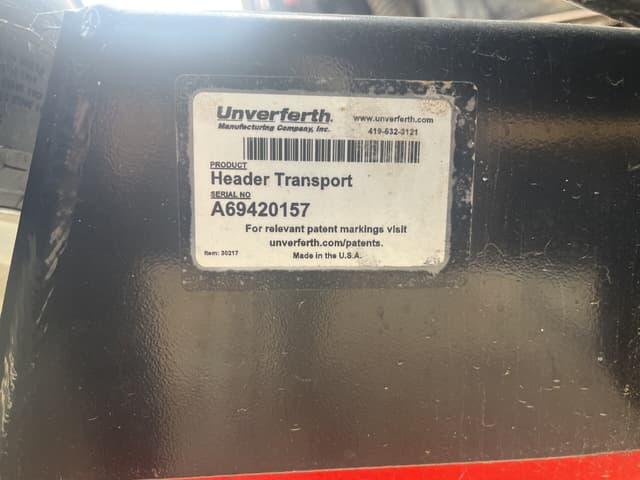 Unverferth. www.unverferth.com
Manufacturing Company, Inc. 419-532-3121
PRODUCT
Header Transport
SERIAL NO
A69420157
For relevant patent markings visit
unverferth.com/patents.
Item: 30217 Made in the U.S.A.